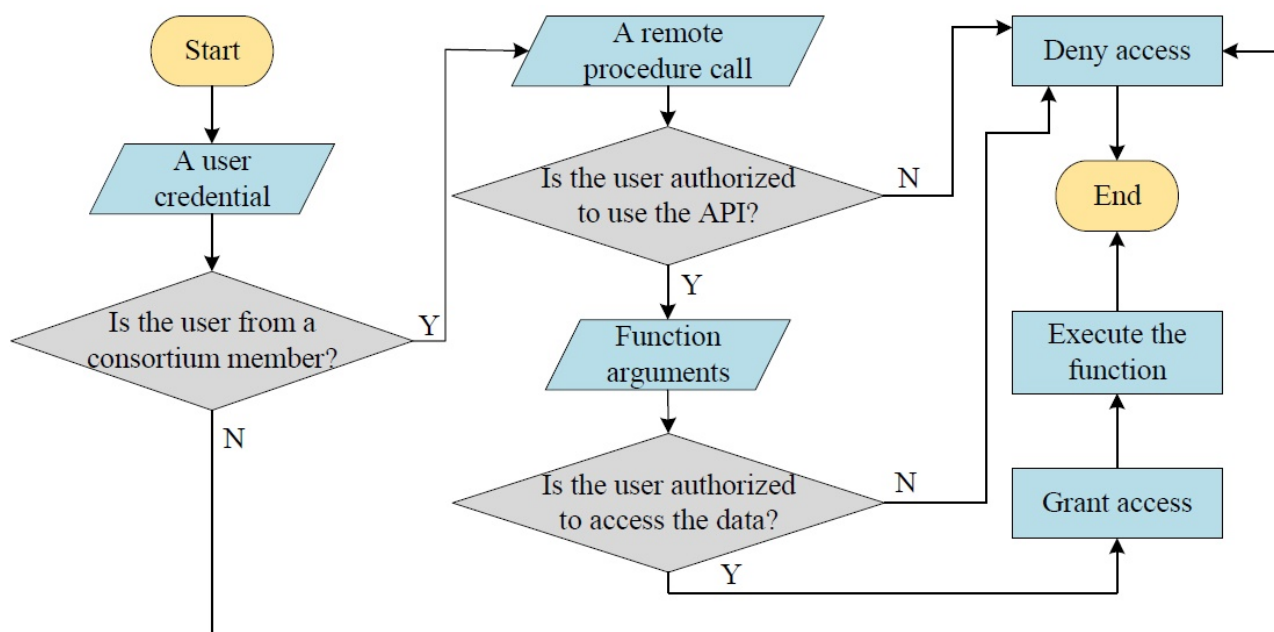 Start
A user
credential
Is the user from a
consortium member?
Y
N
A remote
procedure call
Is the user authorized
to use the API?
N
Y
Function
arguments
Is the user authorized
to access the data?
N
Y
Deny access
End
Execute the
function
Grant access